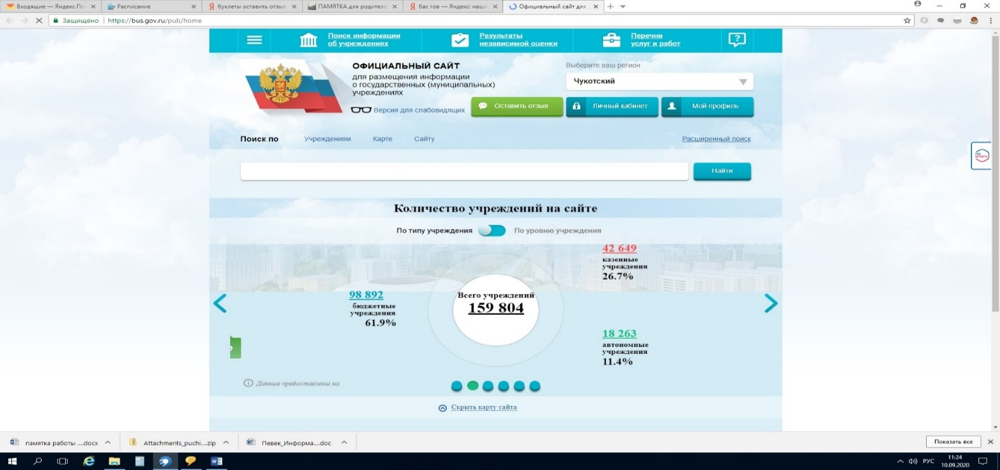 Входящие — Яндекс.По
Расписание
буклеты оставить отзыв
ПАМЯТКА для родителе
бас гов — Яндекс: нашл
Официальный сайт для
Защищено
https://bus.gov.ru/pub/home
Поиск информации
об учреждениях
Результаты
независимой оценки
Перечни
услуг и работ
ОФИЦИАЛЬНЫЙ САЙТ
для размещения информации
о государственных (муниципальных)
учреждениях
Версия для слабовидящих
Выберите ваш регион
Чукотский
Оставить отзыв
Личный кабинет
Мой профиль
Поиск по
Учреждениям
Карте
Сайту
Расширенный поиск
Найти
Количество учреждений на сайте
По типу учреждения
По уровню учреждения
42 649
казенные
учреждения
26.7%
98 892
бюджетные
учреждения
61.9%
Всего учреждений
159 804
18 263
автономные
учреждения
11.4%
Данные предоставлены на
Скрыть карту сайта
памятка работы ....docx
Attachments_puchi....zip
Певек_Информа....doc
Показать все
РУС
11:24
10.09.2020